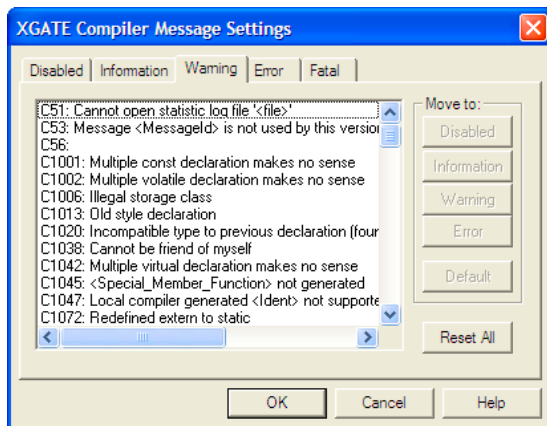 XGATE Compiler Message Settings
Disabled Information Warning Error Fatal
C51: Cannot open statistic log file '<file>'
C53: Message <MessageId> is not used by this version
C56:
C1001: Multiple const declaration makes no sense
C1002: Multiple volatile declaration makes no sense
C1006: Illegal storage class
C1013: Old style declaration
C1020: Incompatible type to previous declaration (four
C1038: Cannot be friend of myself
C1042: Multiple virtual declaration makes no sense
C1045: <Special_Member_Function> not generated
C1047: Local compiler generated <Ident> not supporte
C1072: Redefined extern to static
Move to:
Disabled
Information
Warning
Error
Default
Reset All
OK Cancel Help